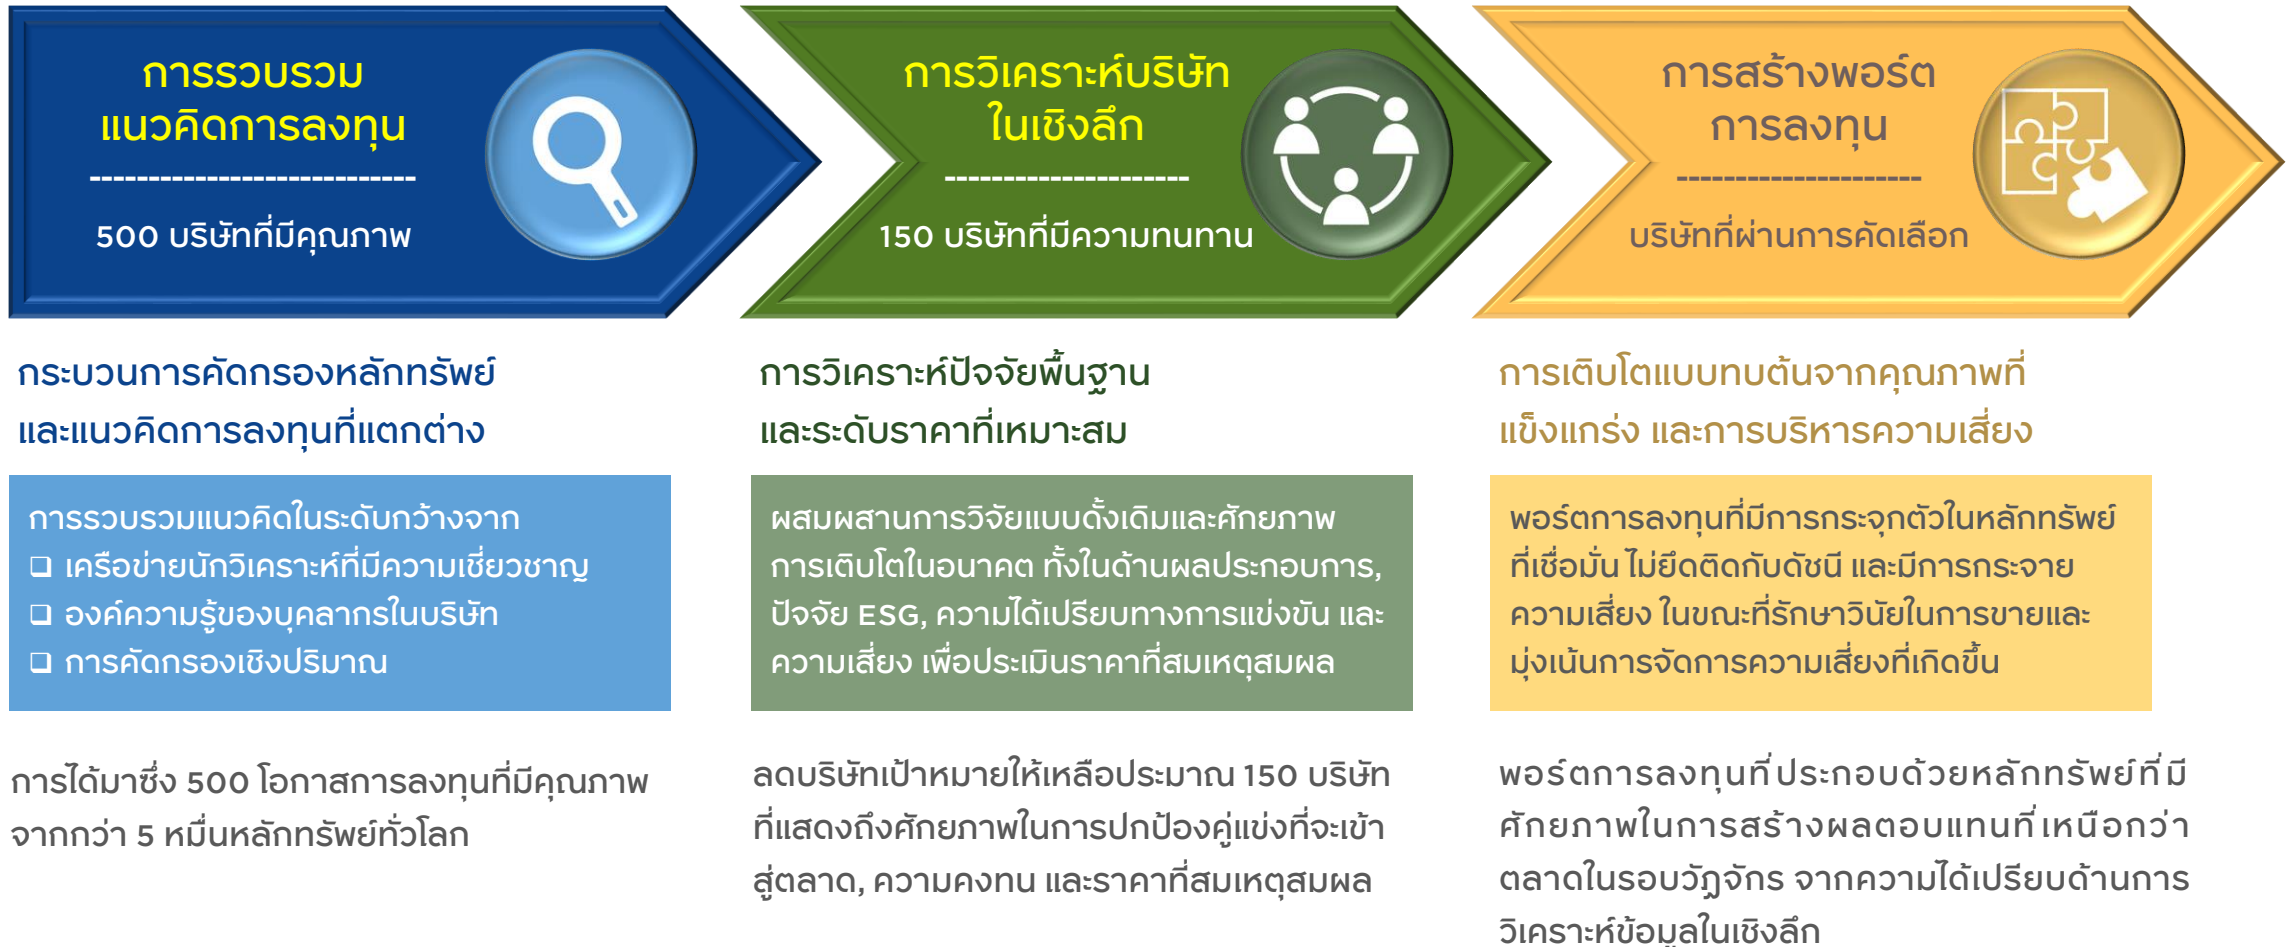 การรวบรวม
แนวคิดการลงทุน
----------------------------
500 บริษัทที่มีคุณภาพ
การวิเคราะห์บริษัท
ในเชิงลึก
---------------------
150 บริษัทที่มีความทนทาน
การสร้างพอร์ต
การลงทุน
---------------------
บริษัทที่ผ่านการคัดเลือก
กระบวนการคัดกรองหลักทรัพย์
และแนวคิดการลงทุนที่แตกต่าง
การรวบรวมแนวคิดในระดับกว้างจาก
❑ เครือข่ายนักวิเคราะห์ที่มีความเชี่ยวชาญ
❑ องค์ความรู้ของบุคลากรในบริษัท
❑ การคัดกรองเชิงปริมาณ
การได้มาซึ่ง 500 โอกาสการลงทุนที่มีคุณภาพ
จากกว่า 5 หมื่นหลักทรัพย์ทั่วโลก
การวิเคราะห์ปัจจัยพื้นฐาน
และระดับราคาที่เหมาะสม
ผสมผสานการวิจัยแบบดั้งเดิมและศักยภาพ
การเติบโตในอนาคต ทั้งในด้านผลประกอบการ,
ปัจจัย ESG, ความได้เปรียบทางการแข่งขัน และ
ความเสี่ยง เพื่อประเมินราคาที่สมเหตุสมผล
ลดบริษัทเป้าหมายให้เหลือประมาณ 150 บริษัท
ที่แสดงถึงศักยภาพในการปกป้องคู่แข่งที่จะเข้า
สู่ตลาด, ความคงทน และราคาที่สมเหตุสมผล
การเติบโตแบบทบต้นจากคุณภาพที่
แข็งแกร่ง และการบริหารความเสี่ยง
พอร์ตการลงทุนที่มีการกระจุกตัวในหลักทรัพย์
ที่เชื่อมั่น ไม่ยึดติดกับดัชนี และมีการกระจาย
ความเสี่ยง ในขณะที่รักษาวินัยในการขายและ
มุ่งเน้นการจัดการความเสี่ยงที่เกิดขึ้น
พอร์ตการลงทุนที่ประกอบด้วยหลักทรัพย์ที่มี
ศักยภาพในการสร้างผลตอบแทนที่เหนือกว่า
ตลาดในรอบวัฏจักร จากความได้เปรียบด้านการ
วิเคราะห์ข้อมูลในเชิงลึก